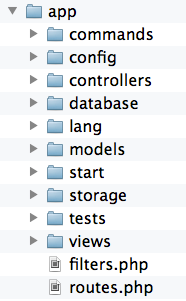 app
commands
config
controllers
database
lang
models
start
storage
tests
views
filters.php
routes.php